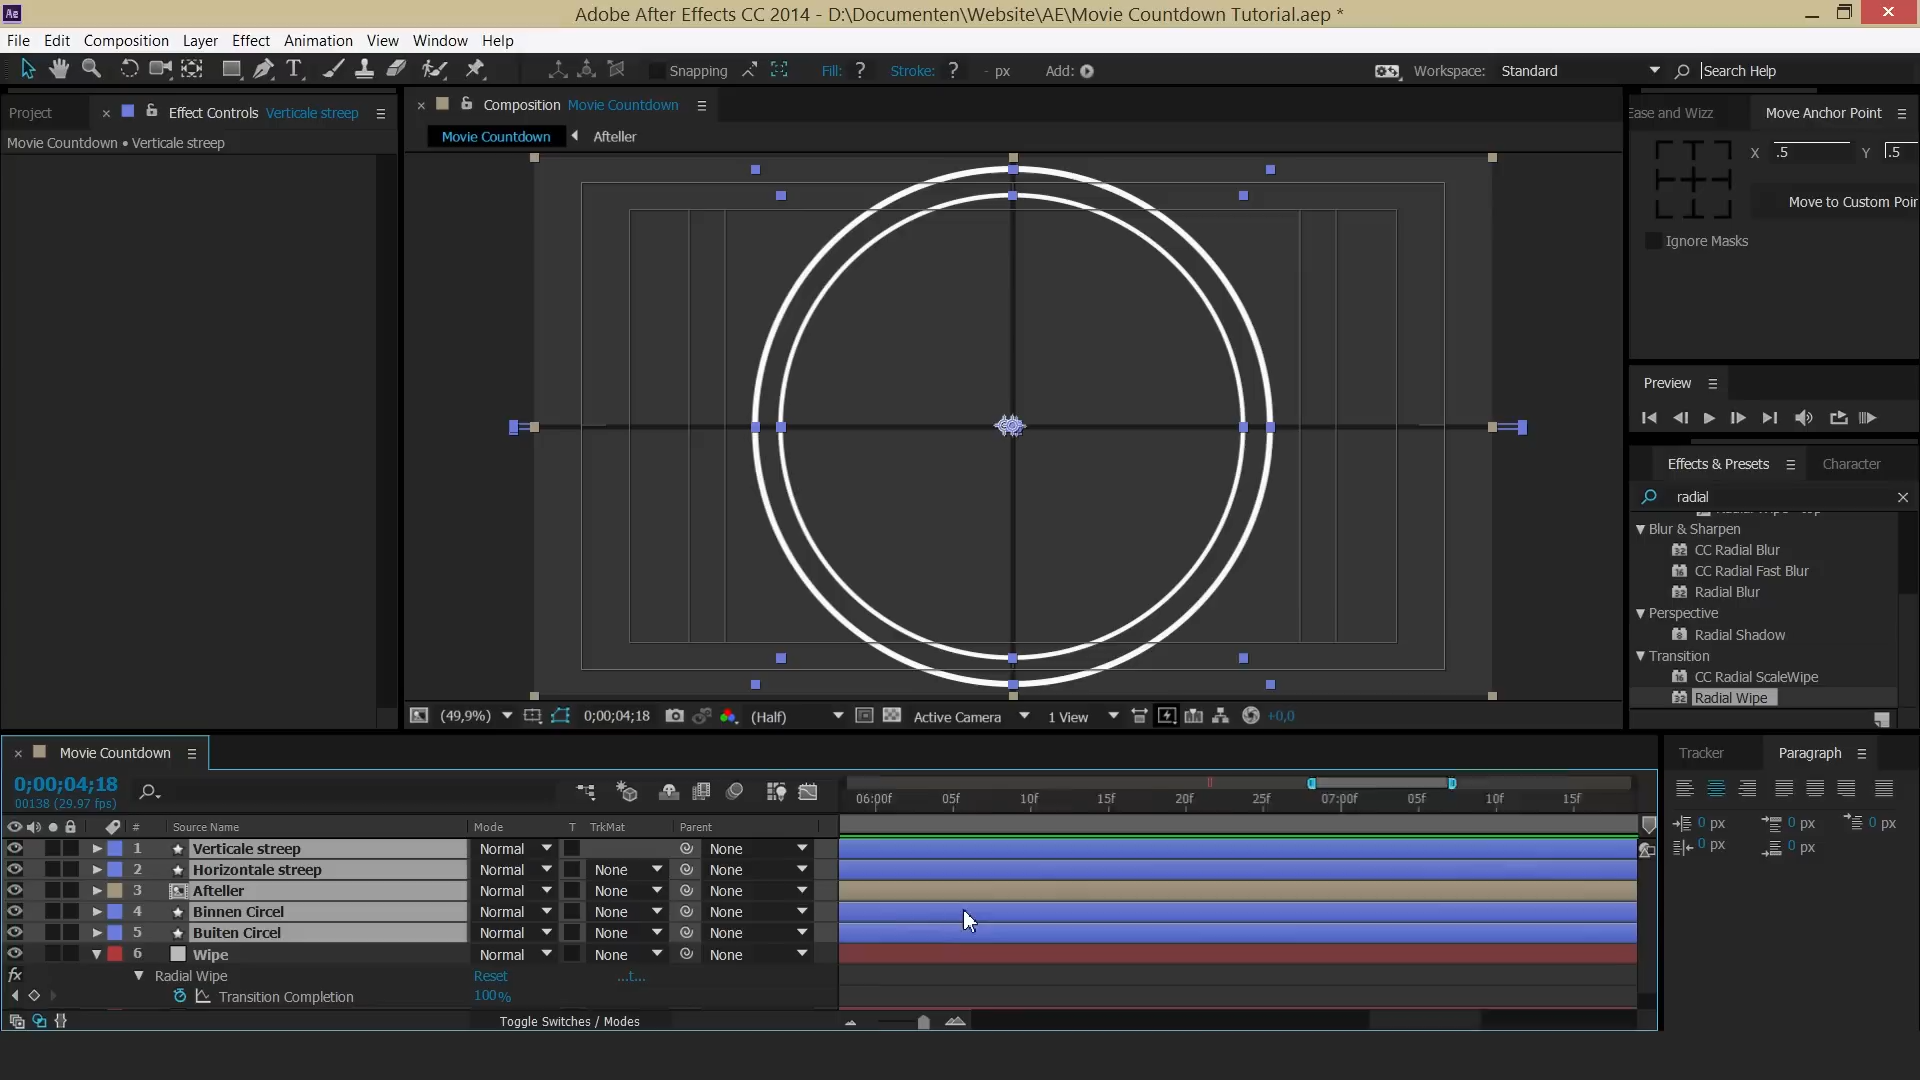 Ae
Adobe After Effects CC 2014 - D:\Documenten\Website\AE\Movie Countdown Tutorial.aep *
File Edit Composition Layer Effect Animation View Window Help
Snapping Fill: ? Stroke: ? - px Add: Workspace: Standard Search Help
Project × Effect Controls Verticale streep
Movie Countdown • Verticale streep
× Composition Movie Countdown
Movie Countdown Afteller
Ease and Wizz Move Anchor Point
X .5 Y .5
Move to Custom Poir
Ignore Masks
Preview
Effects & Presets Character
radial
Blur & Sharpen
CC Radial Blur
CC Radial Fast Blur
Radial Blur
Perspective
Radial Shadow
Transition
CC Radial ScaleWipe
Radial Wipe
(49,9%) 0;00;04;18 (Half) Active Camera 1 View +0,0
× Movie Countdown
0;00;04;18
00138 (29.97 fps)
06:00f 05f 10f 15f 20f 25f 07:00f 05f 10f 15f
# Source Name Mode T TrkMat Parent
1 Verticale streep Normal None
2 Horizontale streep Normal None None
3 Afteller Normal None None
4 Binnen Circel Normal None None
5 Buiten Circel Normal None None
6 Wipe Normal None None
fx Radial Wipe Reset ...t...
Transition Completion 100%
Toggle Switches / Modes
Tracker Paragraph
0 px 0 px 0 px
0 px 0 px